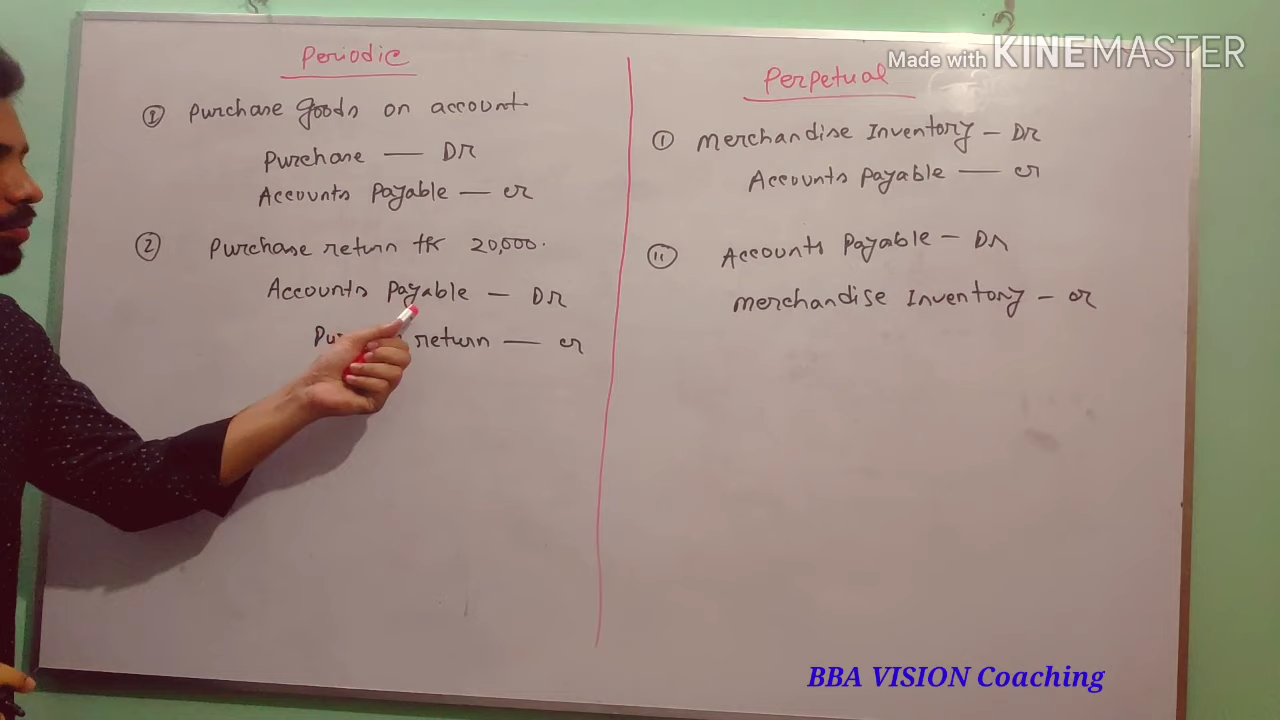 Made with KINEMASTER
Periodic
① Purchase goods on account.
Purchase — DR
Accounts Payable — cr
② Purchase return tk 20,000.
Accounts Payable — DR
return — cr
Perpetual
① Merchandise Inventory — DR
Accounts Payable — cr
⑪ Accounts Payable — DR
Merchandise Inventory — cr
BBA VISION Coaching